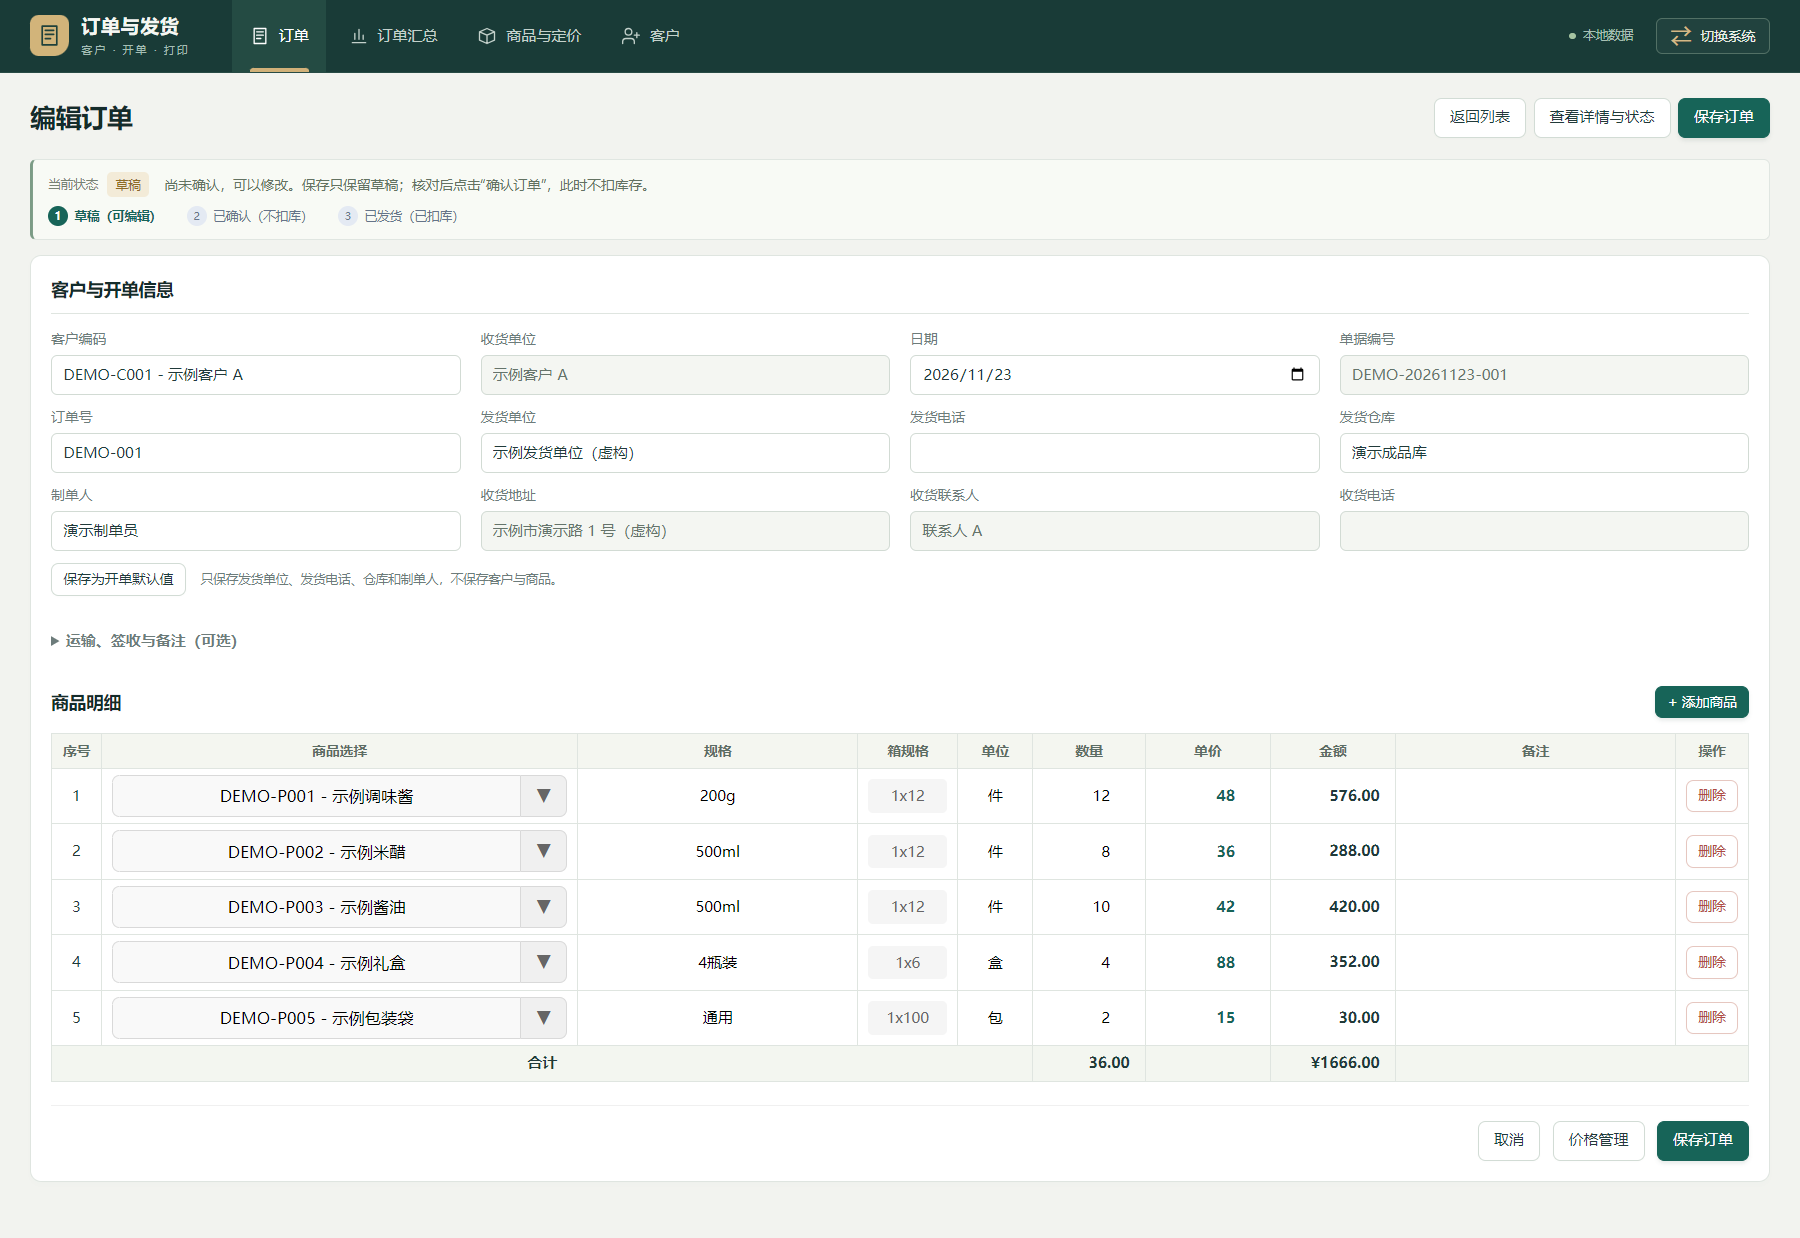 订单与发货
客户 · 开单 · 打印
订单
订单汇总
商品与定价
客户
本地数据
切换系统
编辑订单
返回列表
查看详情与状态
保存订单
当前状态 草稿 尚未确认，可以修改。保存只保留草稿；核对后点击“确认订单”，此时不扣库存。
1 草稿（可编辑） 2 已确认（不扣库） 3 已发货（已扣库）
客户与开单信息
客户编码 收货单位 日期 单据编号
DEMO-C001 - 示例客户 A 示例客户 A 2026/11/23 DEMO-20261123-001
订单号 发货单位 发货电话 发货仓库
DEMO-001 示例发货单位（虚构） 演示成品库
制单人 收货地址 收货联系人 收货电话
演示制单员 示例市演示路 1 号（虚构） 联系人 A
保存为开单默认值 只保存发货单位、发货电话、仓库和制单人，不保存客户与商品。
▶ 运输、签收与备注（可选）
商品明细 + 添加商品
序号 商品选择 规格 箱规格 单位 数量 单价 金额 备注 操作
1 DEMO-P001 - 示例调味酱 ▼ 200g 1x12 件 12 48 576.00 删除
2 DEMO-P002 - 示例米醋 ▼ 500ml 1x12 件 8 36 288.00 删除
3 DEMO-P003 - 示例酱油 ▼ 500ml 1x12 件 10 42 420.00 删除
4 DEMO-P004 - 示例礼盒 ▼ 4瓶装 1x6 盒 4 88 352.00 删除
5 DEMO-P005 - 示例包装袋 ▼ 通用 1x100 包 2 15 30.00 删除
合计 36.00 ¥1666.00
取消 价格管理 保存订单